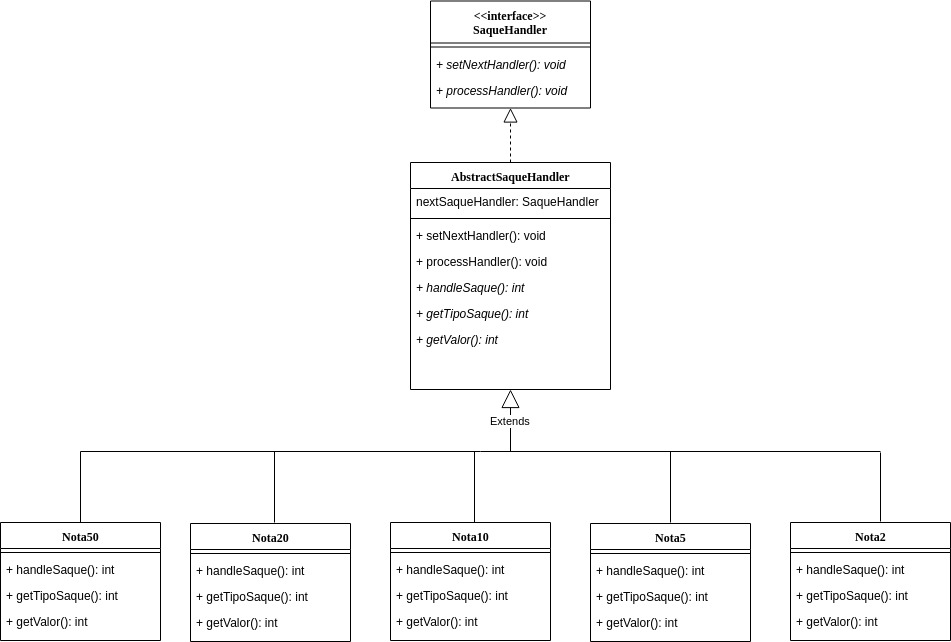 <<interface>>
SaqueHandler
+ setNextHandler(): void
+ processHandler(): void
AbstractSaqueHandler
nextSaqueHandler: SaqueHandler
+ setNextHandler(): void
+ processHandler(): void
+ handleSaque(): int
+ getTipoSaque(): int
+ getValor(): int
Extends
Nota50
+ handleSaque(): int
+ getTipoSaque(): int
+ getValor(): int
Nota20
+ handleSaque(): int
+ getTipoSaque(): int
+ getValor(): int
Nota10
+ handleSaque(): int
+ getTipoSaque(): int
+ getValor(): int
Nota5
+ handleSaque(): int
+ getTipoSaque(): int
+ getValor(): int
Nota2
+ handleSaque(): int
+ getTipoSaque(): int
+ getValor(): int